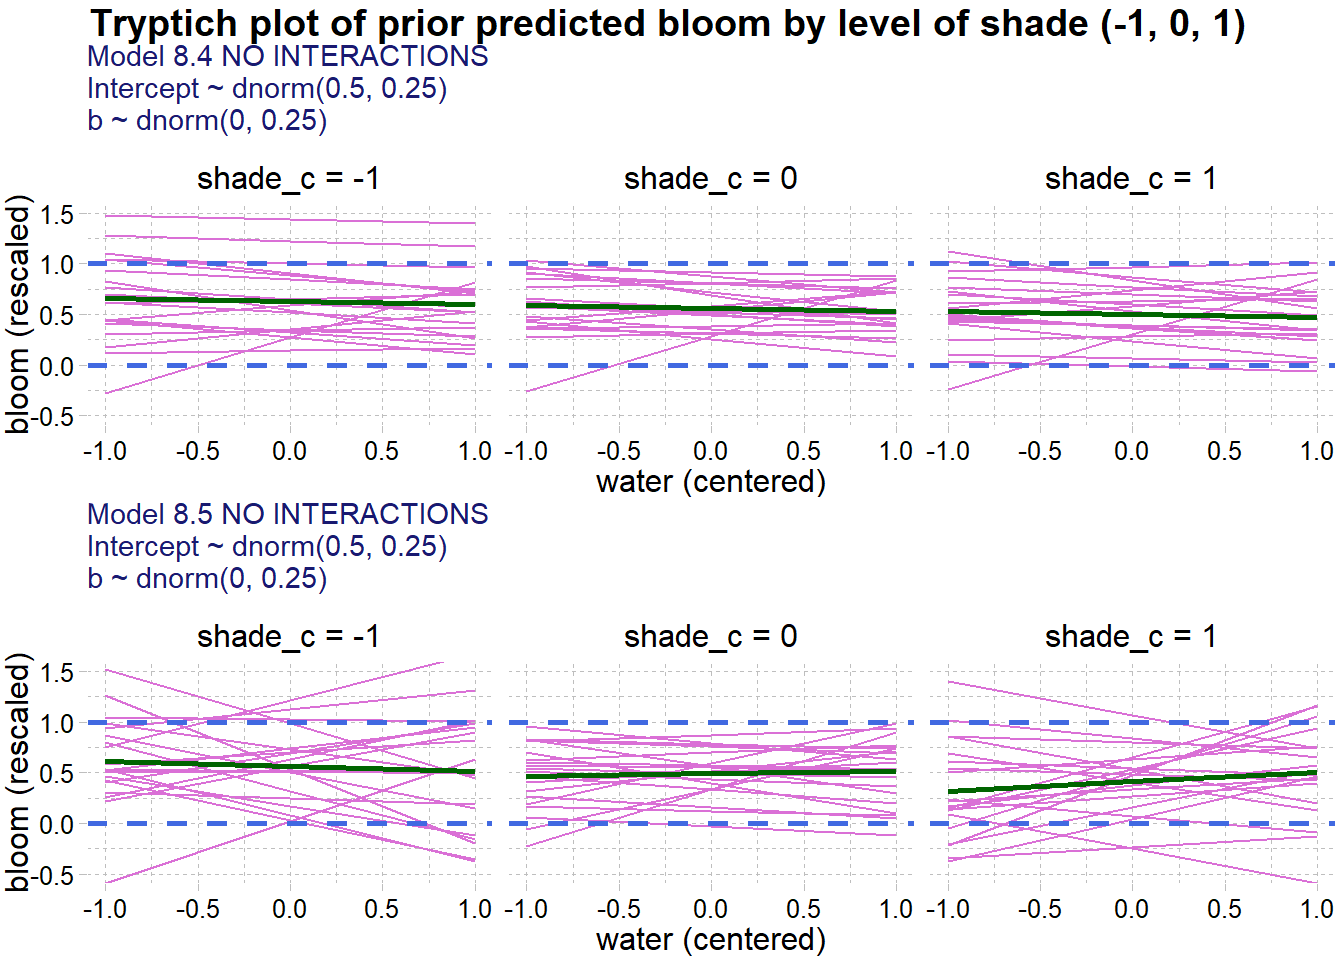 Tryptich plot of prior predicted bloom by level of shade (-1, 0, 1)
Model 8.4 NO INTERACTIONS
Intercept ~ dnorm(0.5, 0.25)
b ~ dnorm(0, 0.25)
shade_c = -1
shade_c = 0
shade_c = 1
bloom (rescaled)
1.5
1.0
0.5
0.0
-0.5
-1.0 -0.5 0.0 0.5 1.0
-1.0 -0.5 0.0 0.5 1.0
-1.0 -0.5 0.0 0.5 1.0
water (centered)
Model 8.5 NO INTERACTIONS
Intercept ~ dnorm(0.5, 0.25)
b ~ dnorm(0, 0.25)
shade_c = -1
shade_c = 0
shade_c = 1
bloom (rescaled)
1.5
1.0
0.5
0.0
-0.5
-1.0 -0.5 0.0 0.5 1.0
-1.0 -0.5 0.0 0.5 1.0
-1.0 -0.5 0.0 0.5 1.0
water (centered)